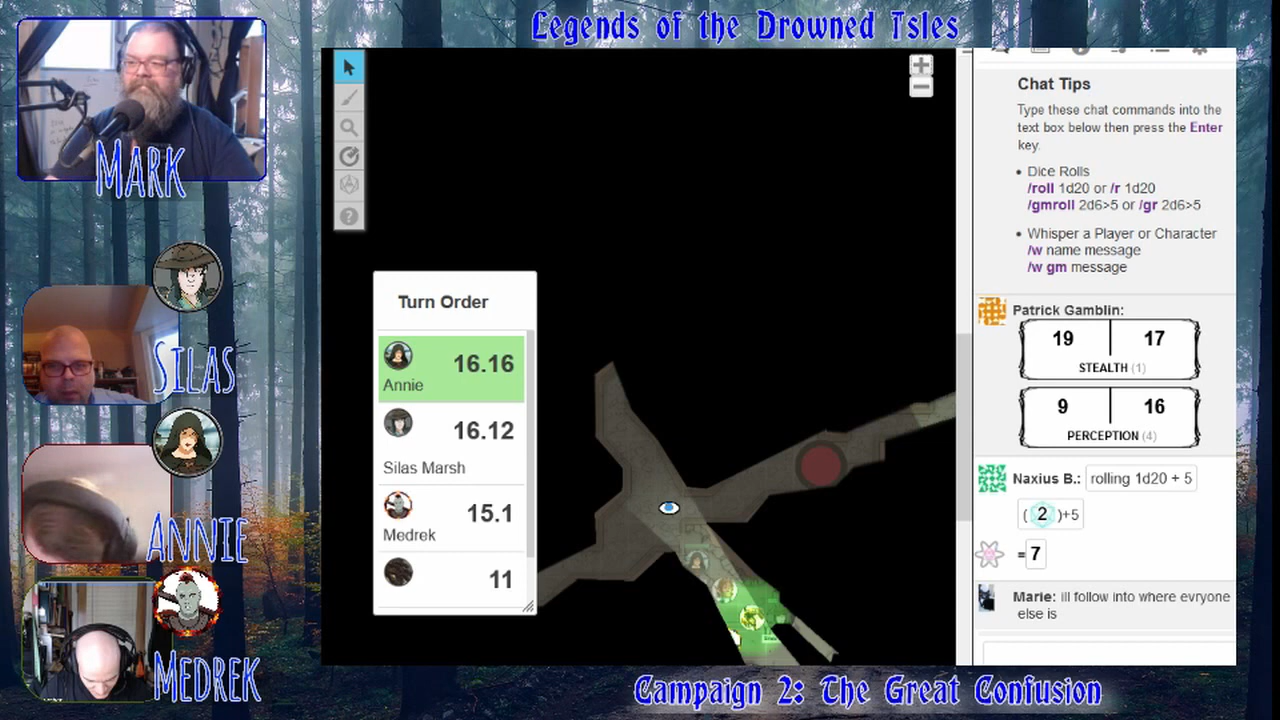 Legends of the Drowned Isles
MARK
SILAS
ANNIE
MEDREK
Turn Order
16.16
Annie
16.12
Silas Marsh
15.1
Medrek
11
Chat Tips
Type these chat commands into the
text box below then press the Enter
key.
• Dice Rolls
/roll 1d20 or /r 1d20
/gmroll 2d6>5 or /gr 2d6>5
• Whisper a Player or Character
/w name message
/w gm message
Patrick Gamblin:
19 17
STEALTH (1)
9 16
PERCEPTION (4)
Naxius B.: rolling 1d20 + 5
(2)+5
=7
Marie: ill follow into where evryone
else is
Campaign 2: The Great Confusion